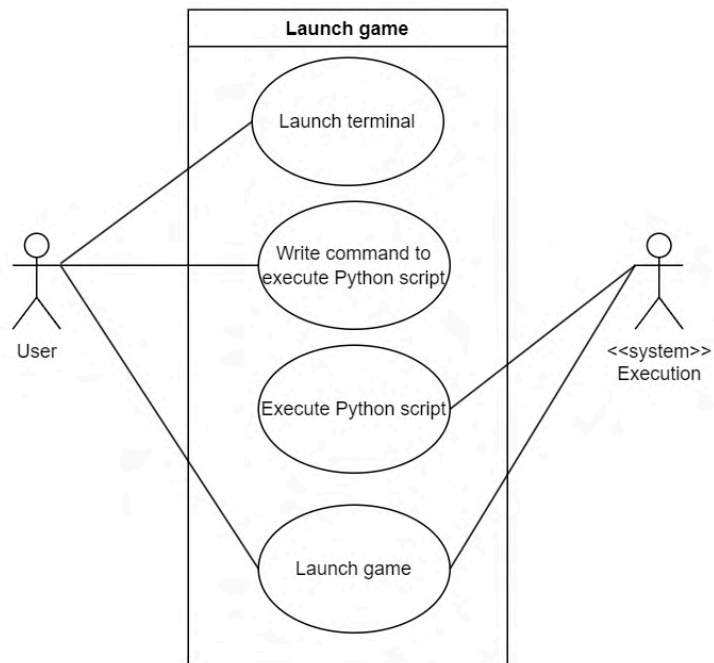 Launch game
Launch terminal
Write command to
execute Python script
User
<<system>>
Execution
Execute Python script
Launch game